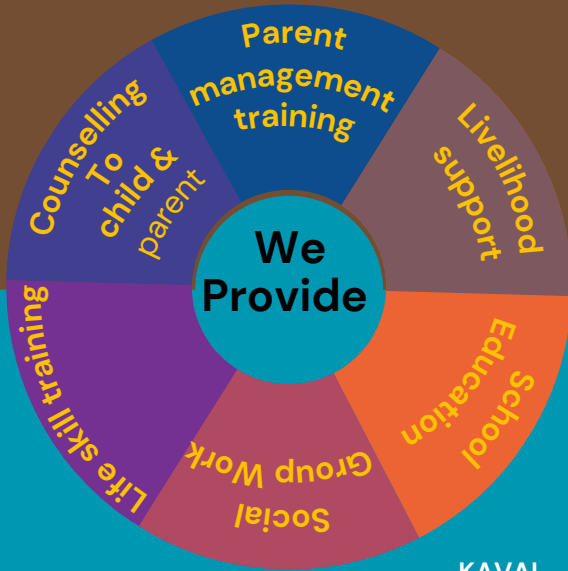 We
Provide
Parent
management
training
Livelihood
support
School
Education
Social
Group Work
Life skill training
Counselling
To
child &
parent